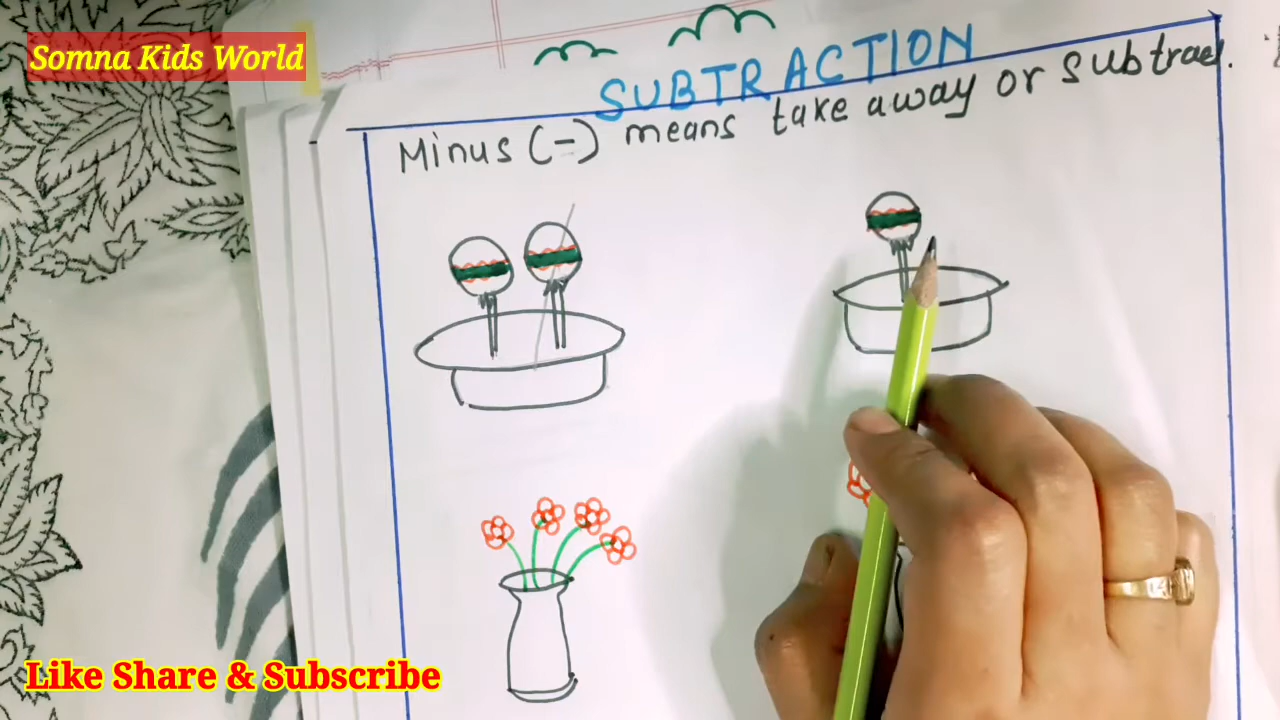 Somna Kids World
SUBTRACTION
Minus (-) means take away or subtract.
Like Share & Subscribe